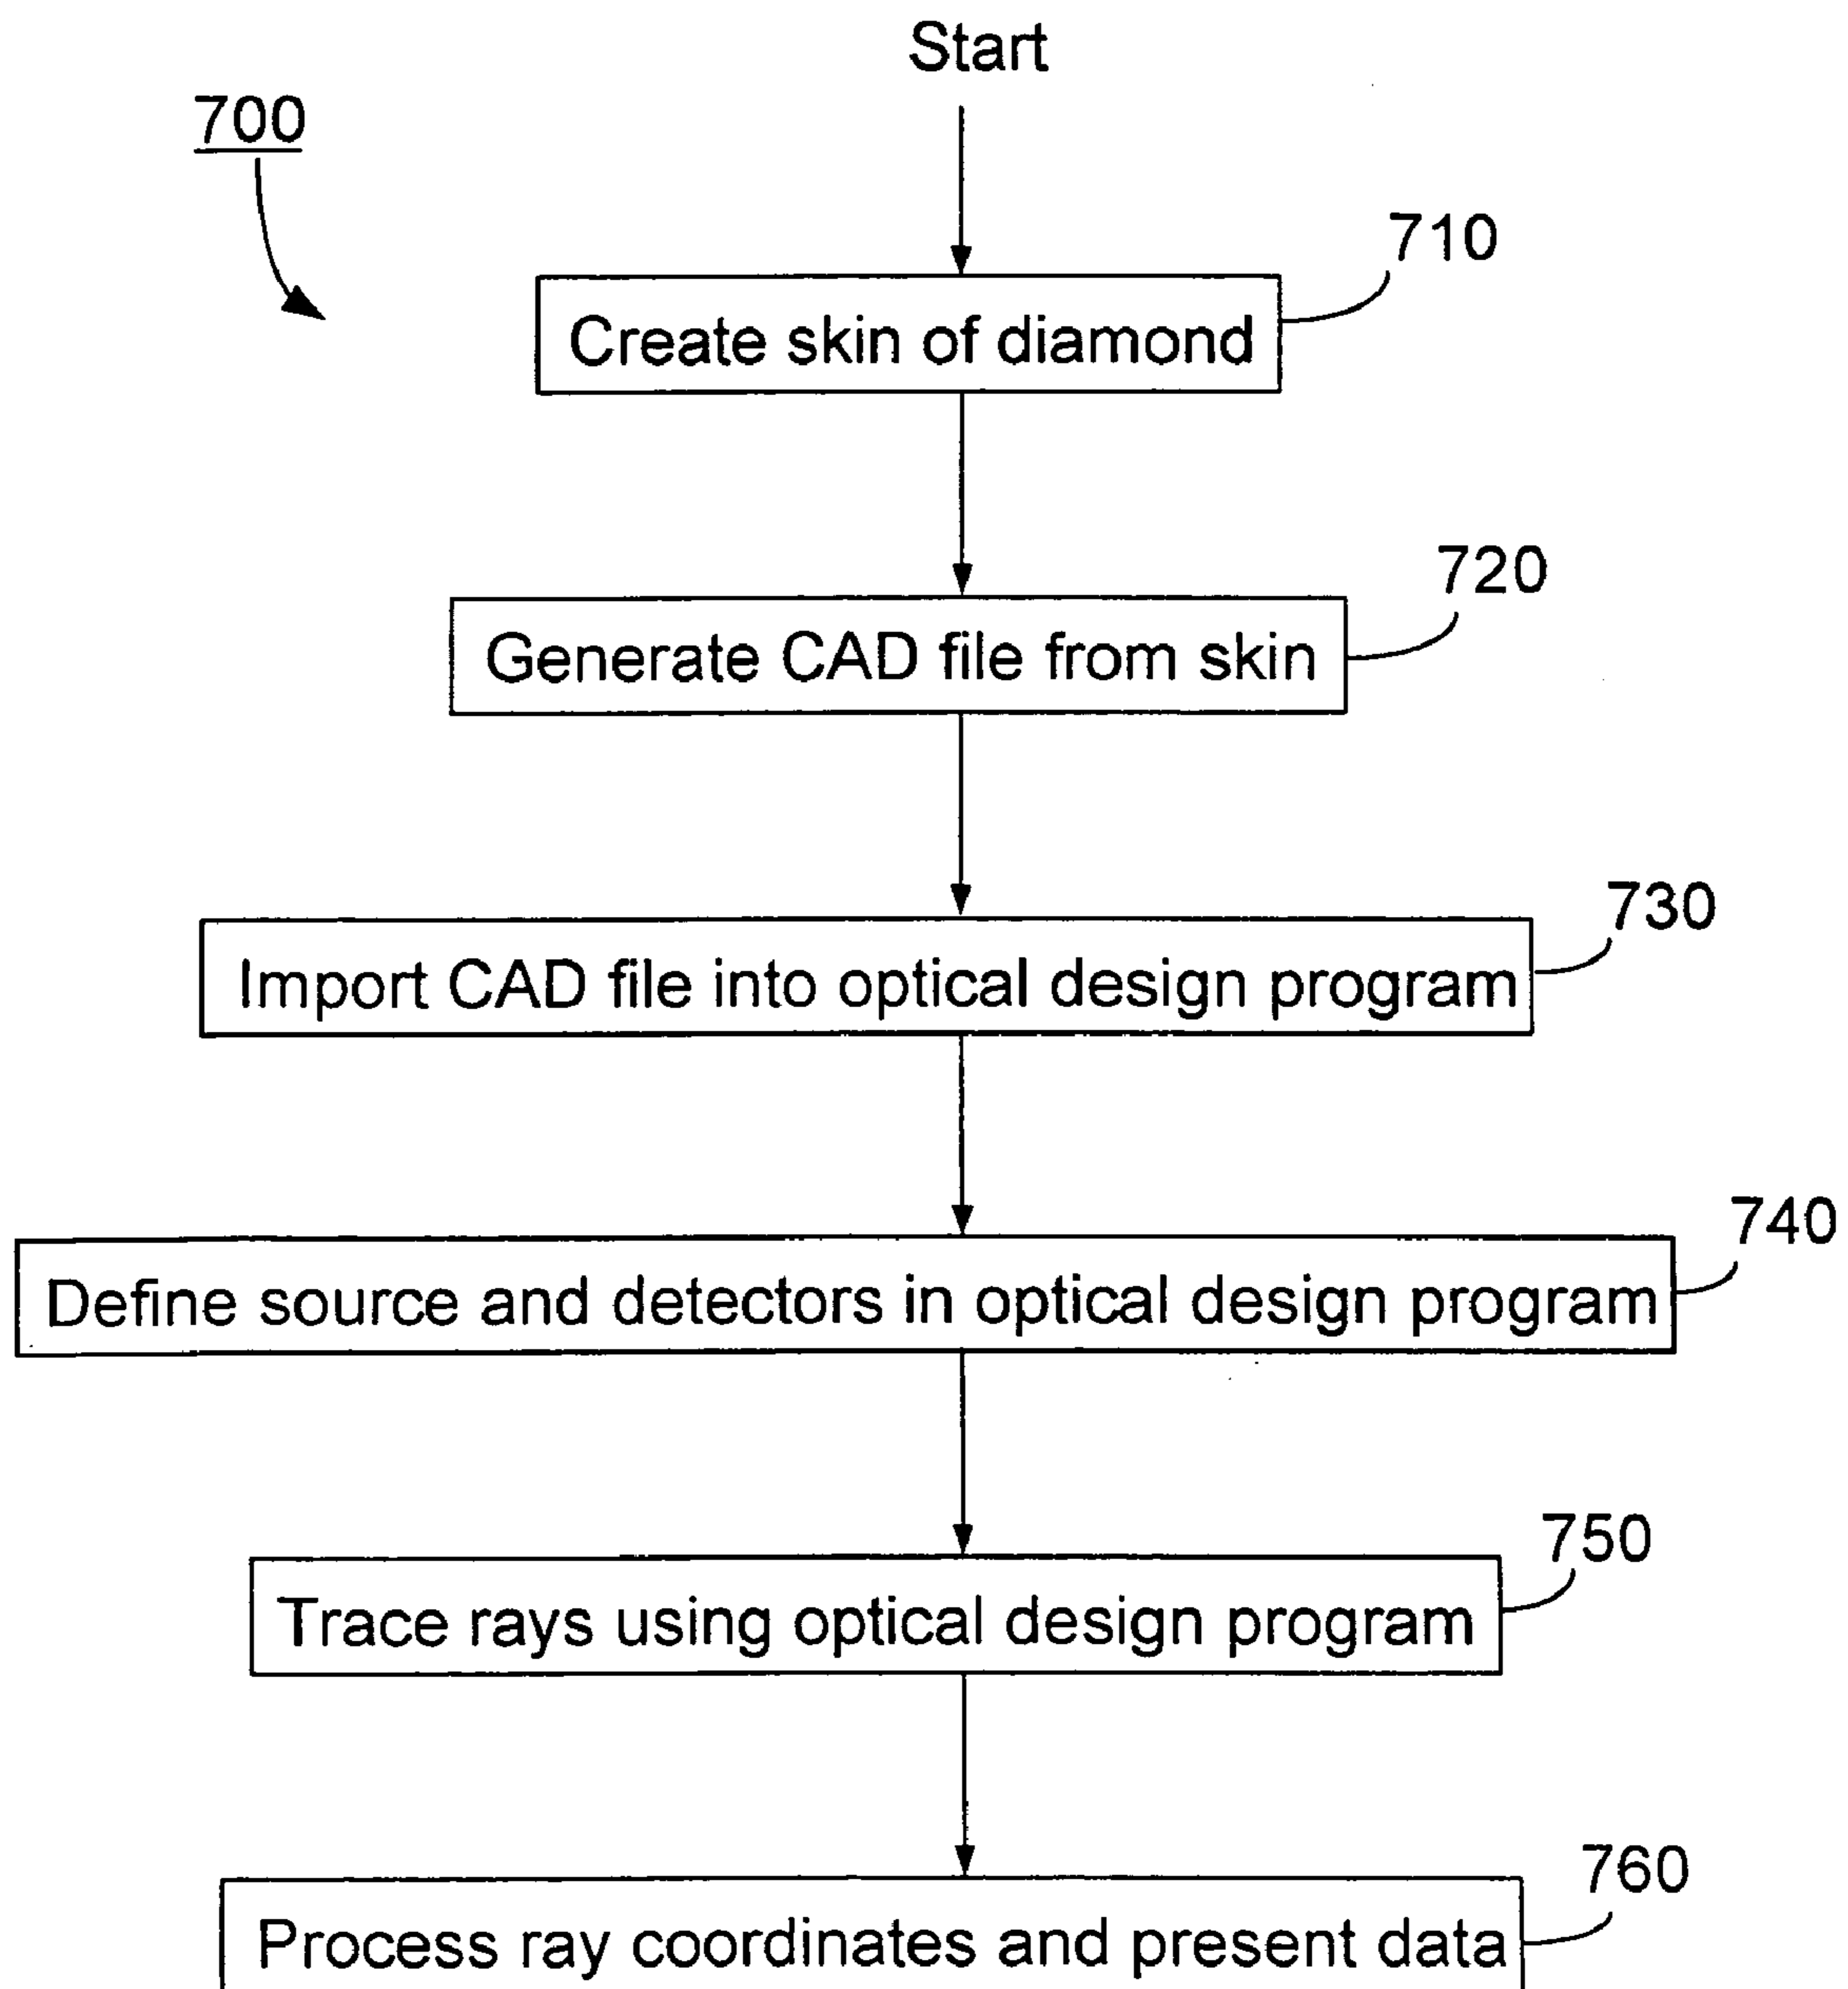 Start
700
710
Create skin of diamond
720
Generate CAD file from skin
730
Import CAD file into optical design program
740
Define source and detectors in optical design program
750
Trace rays using optical design program
760
Process ray coordinates and present data